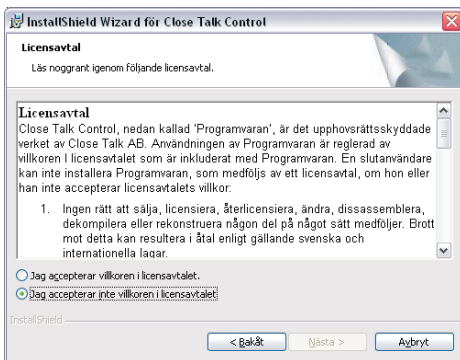 InstallShield Wizard för Close Talk Control
Licensavtal
Läs noggrant igenom följande licensavtal.
Licensavtal
Close Talk Control, nedan kallad 'Programvaran', är det upphovsrättsskyddade
verket av Close Talk AB. Användningen av Programvaran är reglerad av
villkoren I licensavtalet som är inkluderat med Programvaran. En slutanvändare
kan inte installera Programvaran, som medföljs av ett licensavtal, om hon eller
han inte accepterar licensavtalets villkor:
1. Ingen rätt att sälja, licensiera, återlicensiera, ändra, dissassemblera,
dekompilera eller rekonstruera någon del på något sätt medföljer. Brott
mot detta kan resultera i åtal enligt gällande svenska och
internationella lagar.
Jag accepterar villkoren i licensavtalet.
Jag accepterar inte villkoren i licensavtalet
InstallShield
< Bakåt
Nästa >
Avbryt